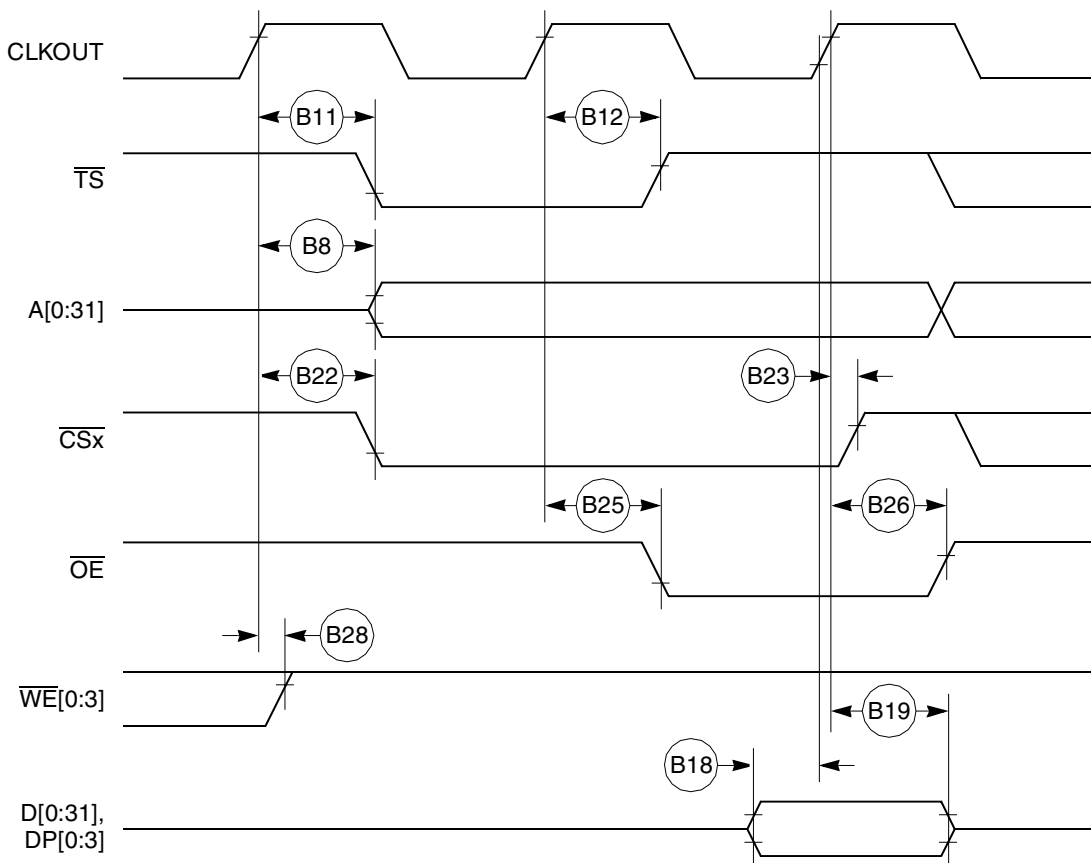 CLKOUT
B11
B12
TS
B8
A[0:31]
B22
B23
CSx
B25
B26
OE
B28
WE[0:3]
B19
B18
D[0:31],
DP[0:3]